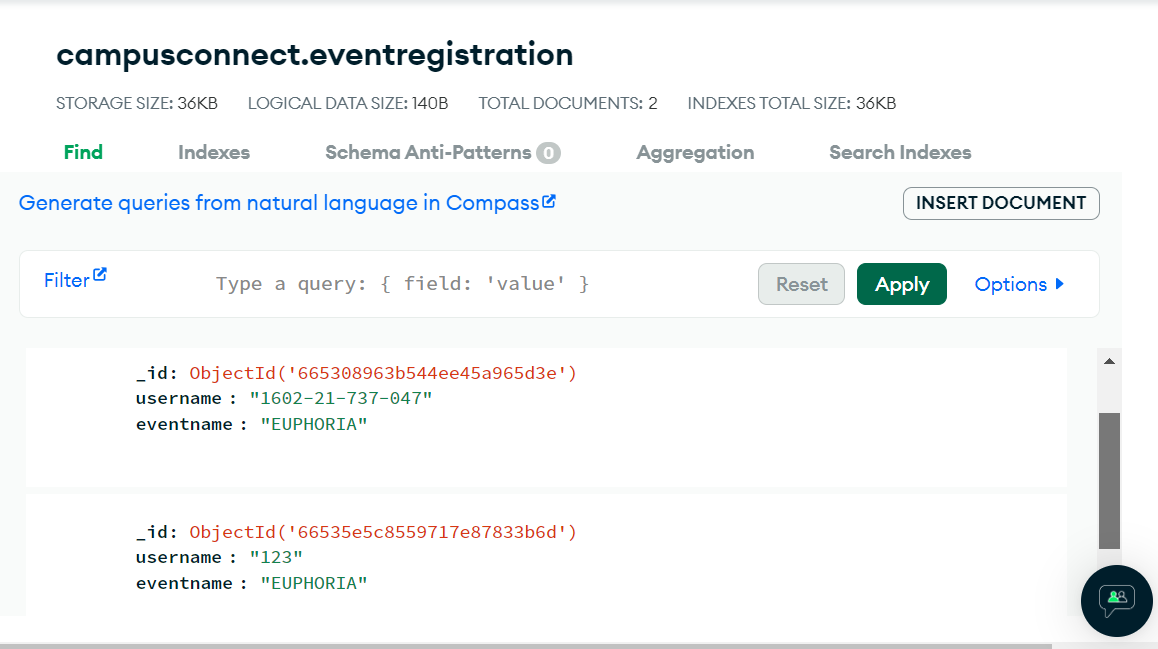 campusconnect.eventregistration
STORAGE SIZE: 36KB LOGICAL DATA SIZE: 140B TOTAL DOCUMENTS: 2 INDEXES TOTAL SIZE: 36KB
Find Indexes Schema Anti-Patterns 0 Aggregation Search Indexes
Generate queries from natural language in Compass INSERT DOCUMENT
Filter Type a query: { field: 'value' } Reset Apply Options
_id: ObjectId('665308963b544ee45a965d3e')
username : "1602-21-737-047"
eventname : "EUPHORIA"
_id: ObjectId('66535e5c8559717e87833b6d')
username : "123"
eventname : "EUPHORIA"